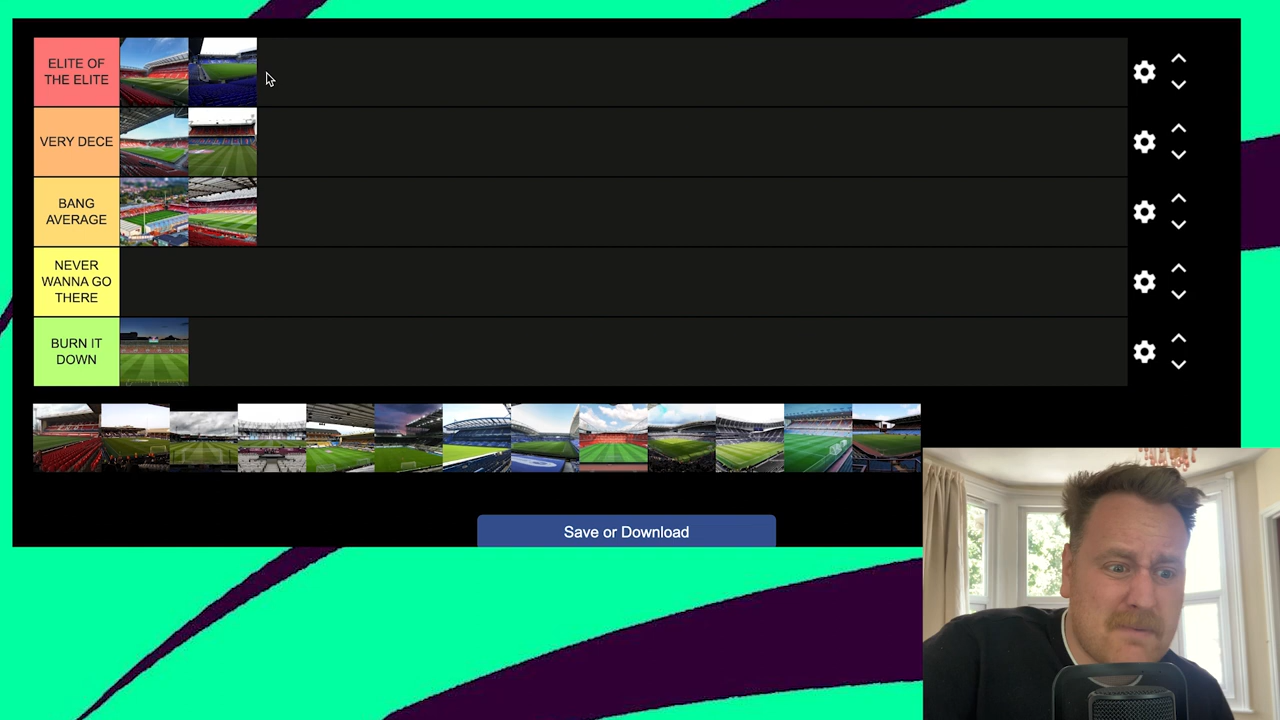 ELITE OF
THE ELITE
VERY DECE
BANG
AVERAGE
NEVER
WANNA GO
THERE
BURN IT
DOWN
Save or Download